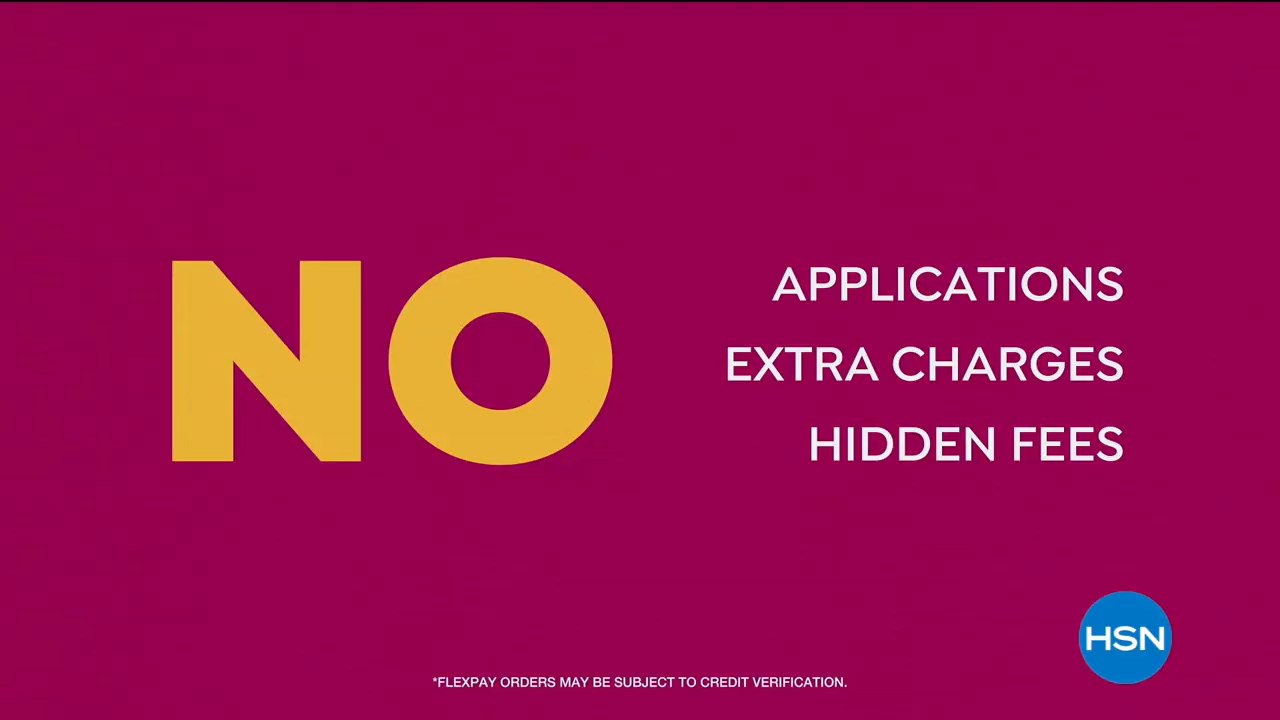 NO
APPLICATIONS
EXTRA CHARGES
HIDDEN FEES
HSN
*FLEXPAY ORDERS MAY BE SUBJECT TO CREDIT VERIFICATION.